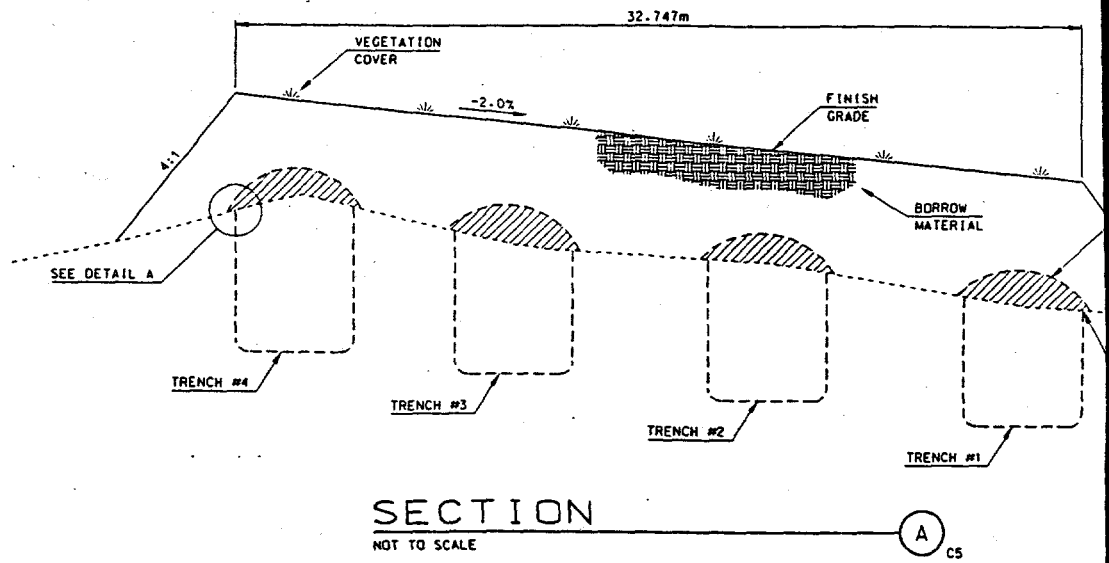 32.747m
VEGETATION
COVER
-2.0%
FINISH
GRADE
4:1
BORROW
MATERIAL
SEE DETAIL A
TRENCH #4
TRENCH #3
TRENCH #2
TRENCH #1
SECTION
NOT TO SCALE
A
C5